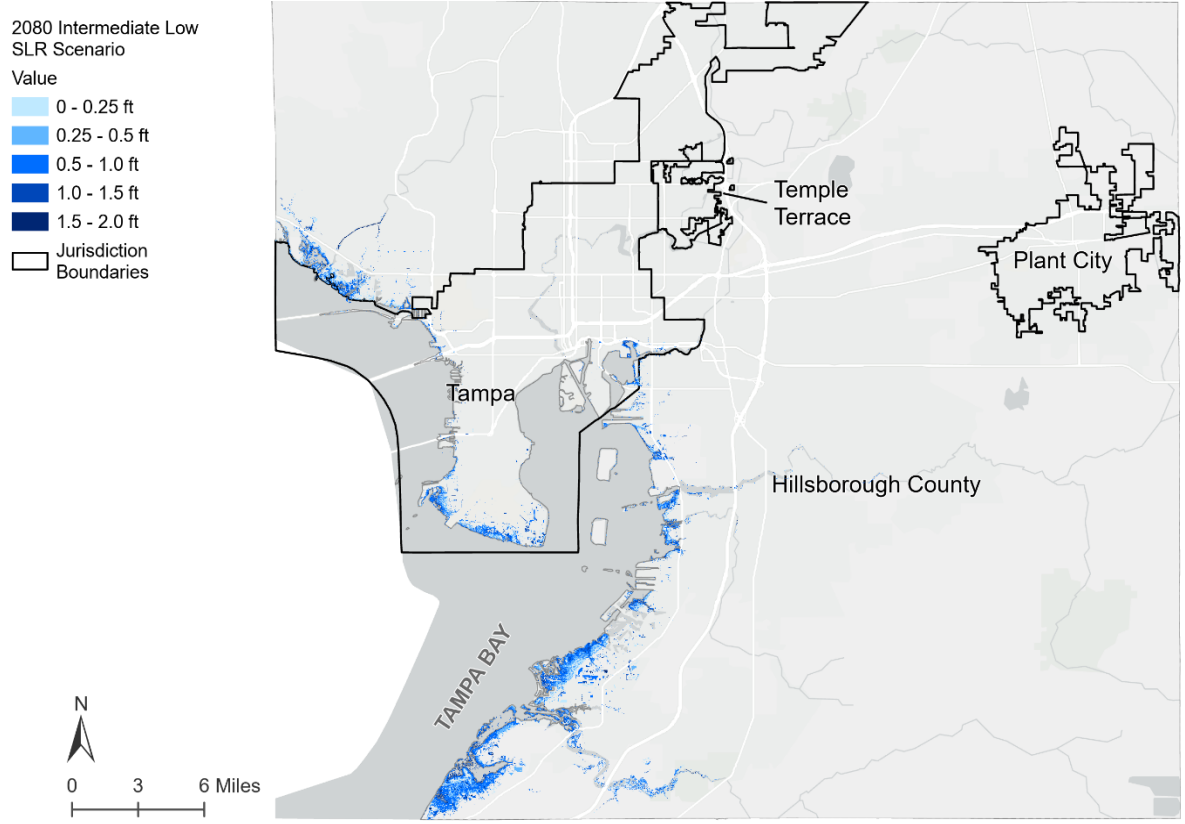 2080 Intermediate Low
SLR Scenario
Value
0 - 0.25 ft
0.25 - 0.5 ft
0.5 - 1.0 ft
1.0 - 1.5 ft
1.5 - 2.0 ft
Jurisdiction
Boundaries
Temple
Terrace
Plant City
Tampa
Hillsborough County
TAMPA BAY
N
0 3 6 Miles